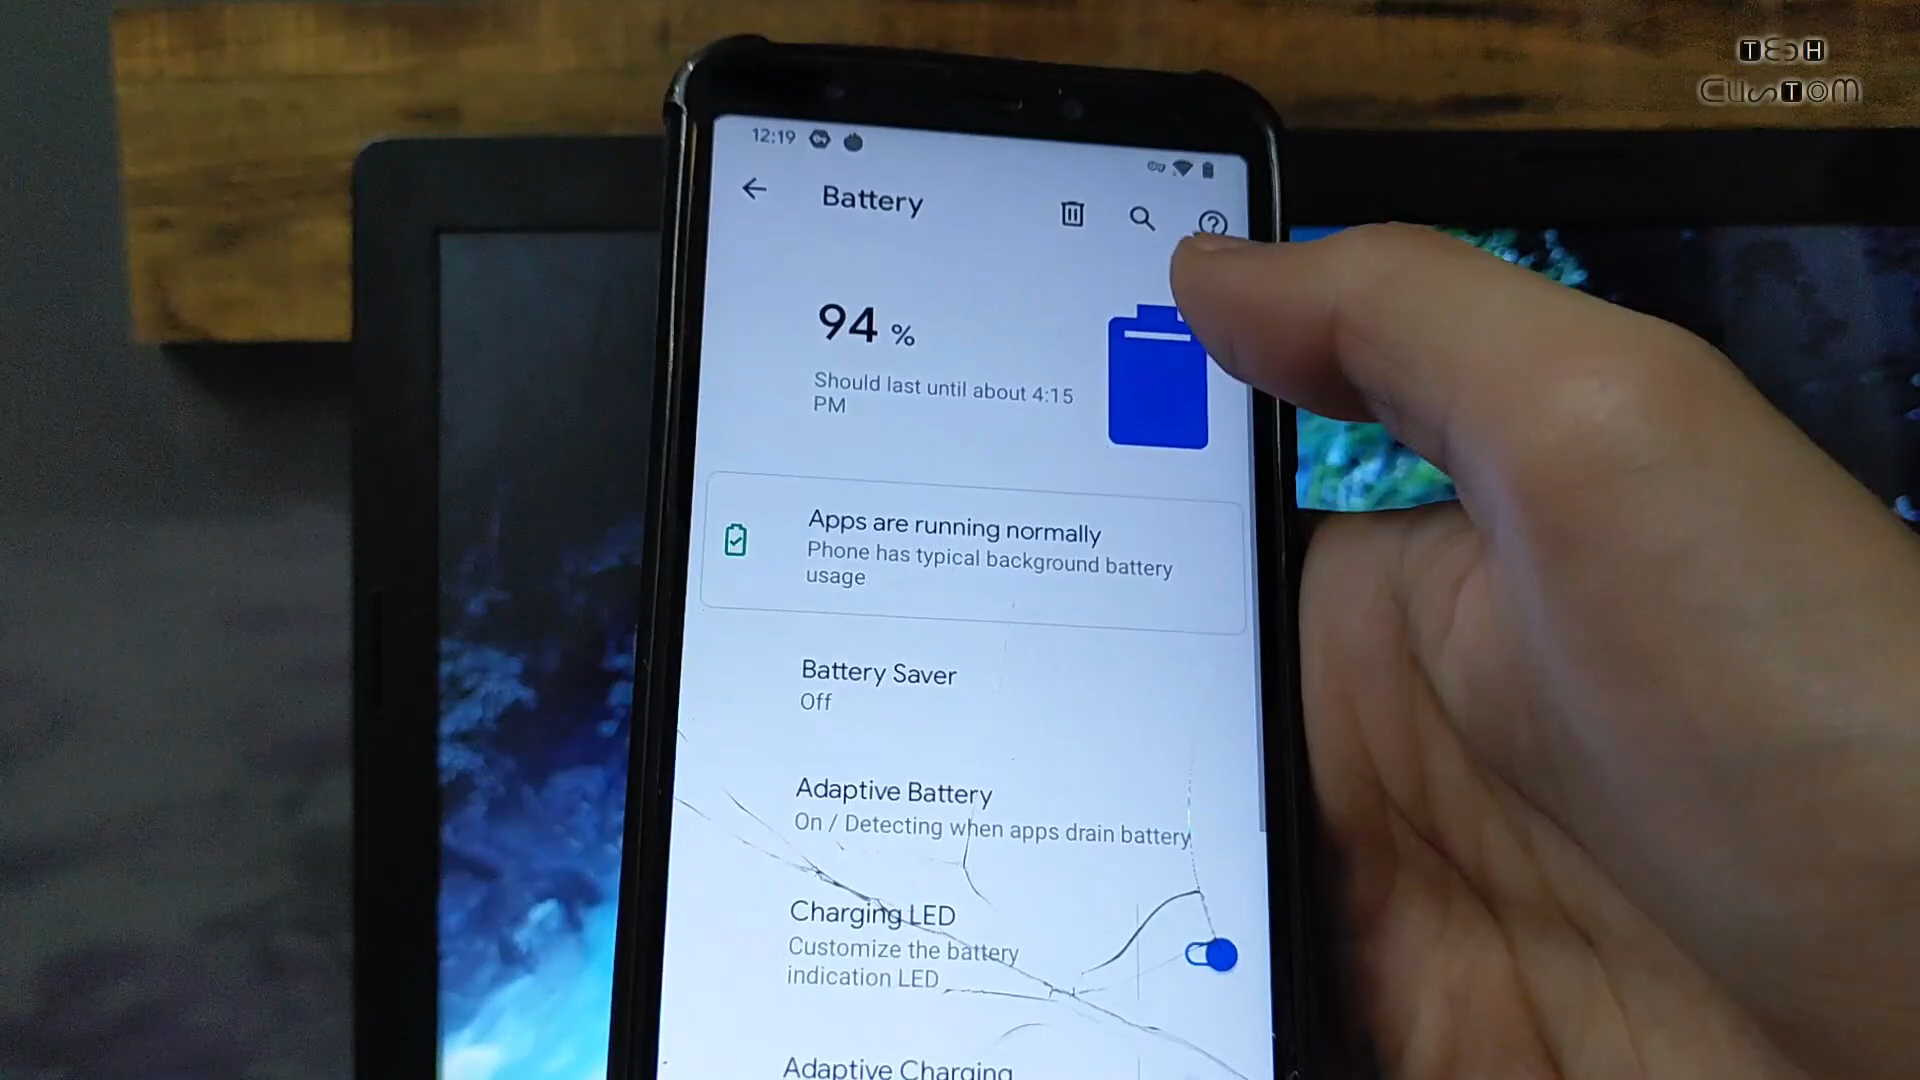 TECH
CUSTOM
12:19
Battery
94 %
Should last until about 4:15
PM
Apps are running normally
Phone has typical background battery
usage
Battery Saver
Off
Adaptive Battery
On / Detecting when apps drain battery
Charging LED
Customize the battery
indication LED
Adaptive Charging